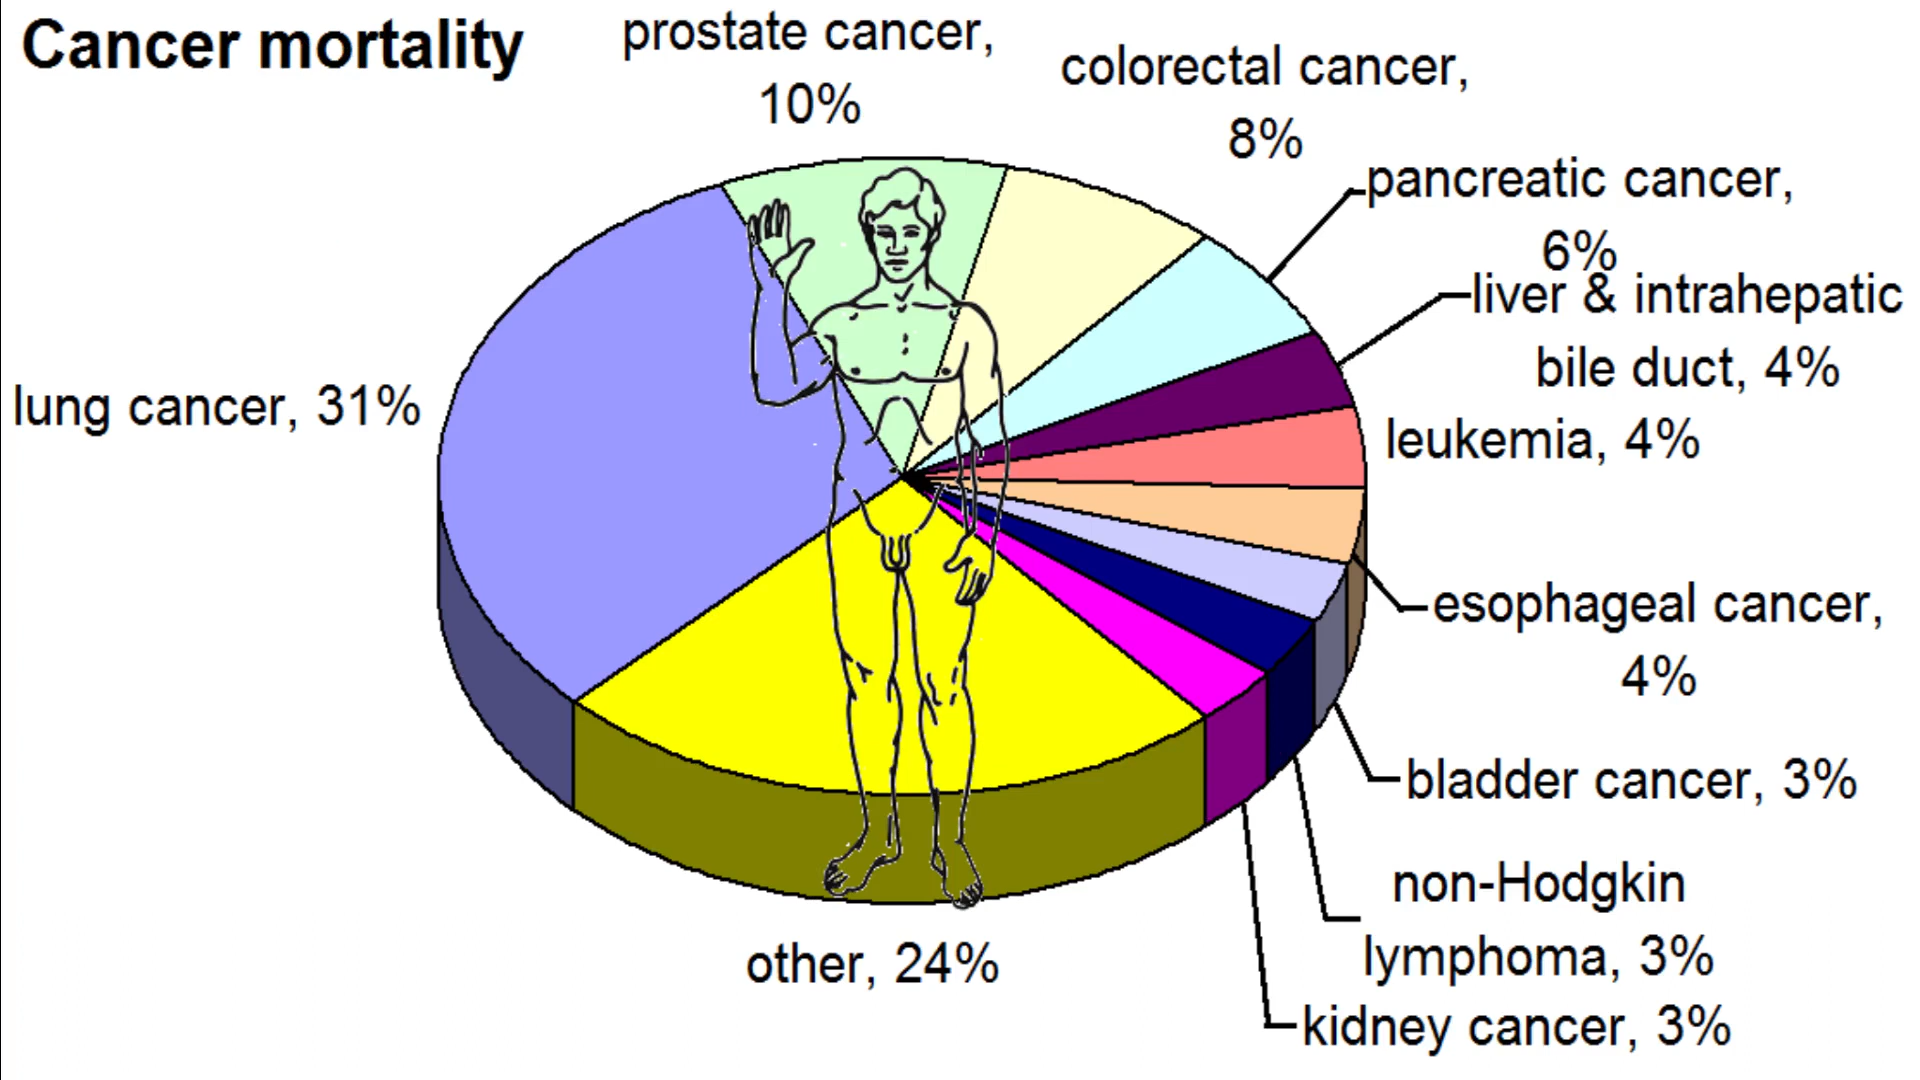 Cancer mortality
prostate cancer,
10%
colorectal cancer,
8%
pancreatic cancer,
6%
liver & intrahepatic
bile duct, 4%
lung cancer, 31%
leukemia, 4%
esophageal cancer,
4%
bladder cancer, 3%
non-Hodgkin
lymphoma, 3%
other, 24%
kidney cancer, 3%